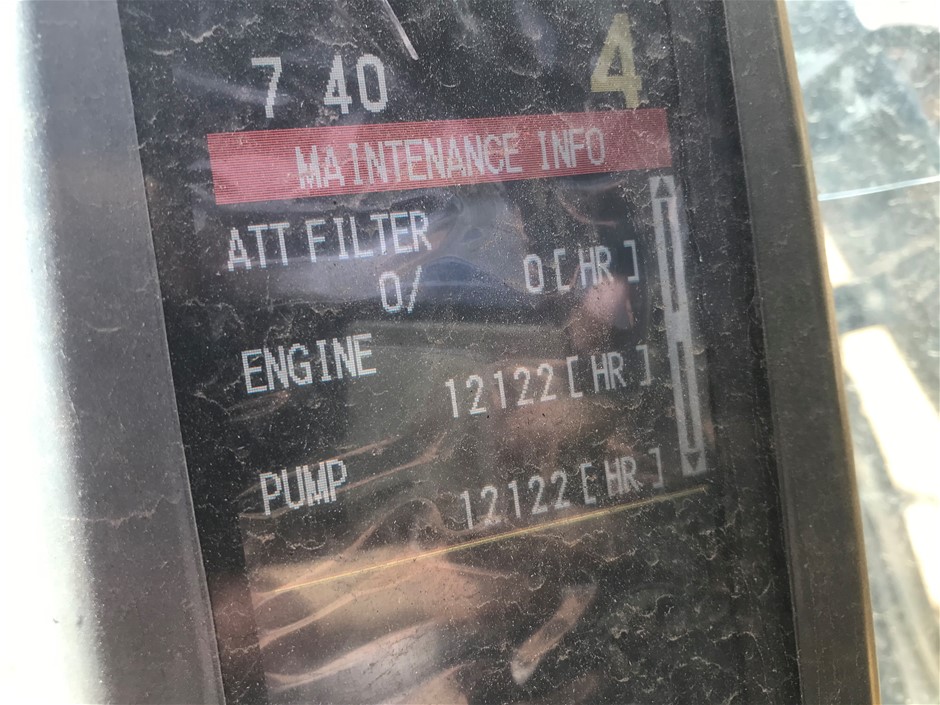 7 40 4
MAINTENANCE INFO
ATT FILTER
0/ 0[HR]
ENGINE
12122[HR]
PUMP
12122[HR]